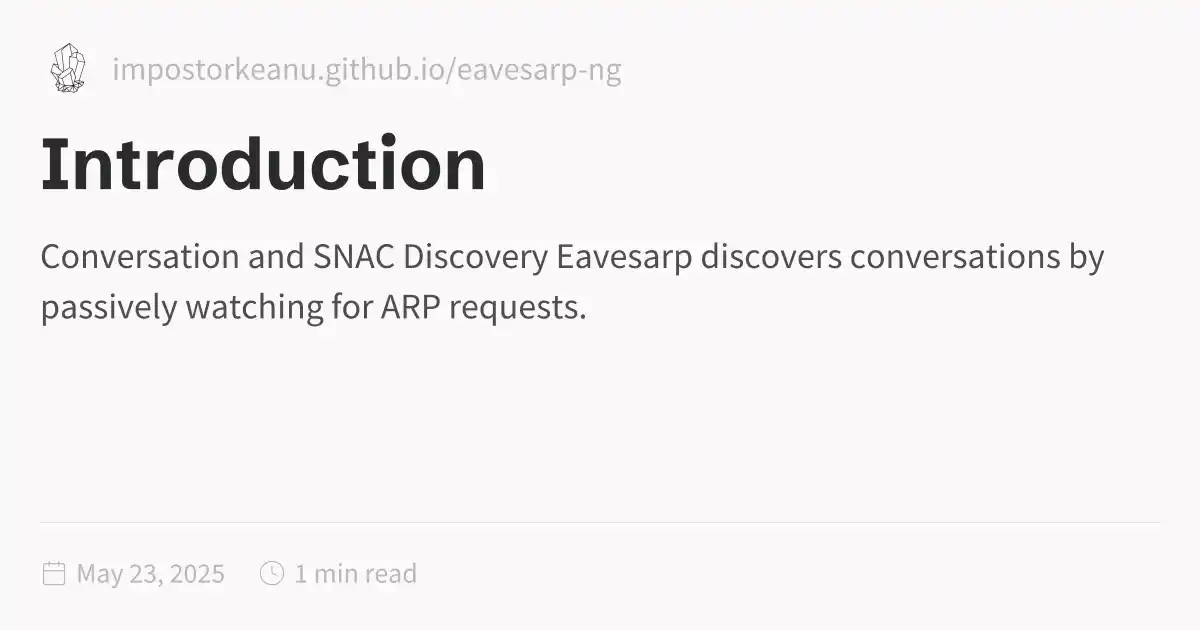 impostorkeanu.github.io/eavesarp-ng
Introduction
Conversation and SNAC Discovery Eavesarp discovers conversations by
passively watching for ARP requests.
May 23, 2025
1 min read